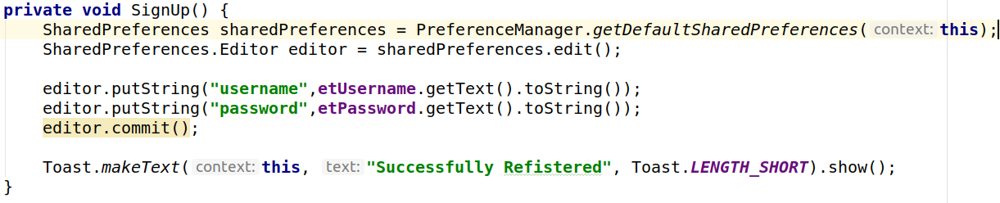 private void SignUp() {
    SharedPreferences sharedPreferences = PreferenceManager.getDefaultSharedPreferences( context: this);
    SharedPreferences.Editor editor = sharedPreferences.edit();

    editor.putString("username",etUsername.getText().toString());
    editor.putString("password",etPassword.getText().toString());
    editor.commit();

    Toast.makeText( context: this, text: "Successfully Refistered", Toast.LENGTH_SHORT).show();
}